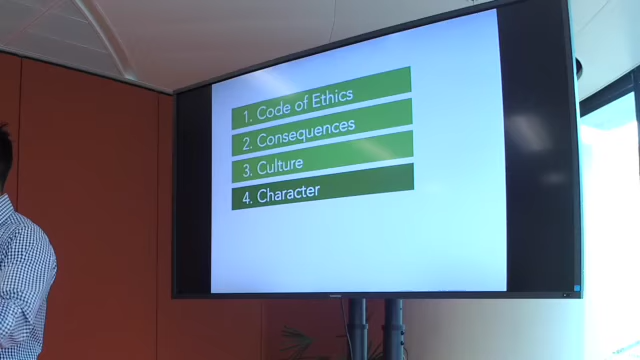 1. Code of Ethics
2. Consequences
3. Culture
4. Character